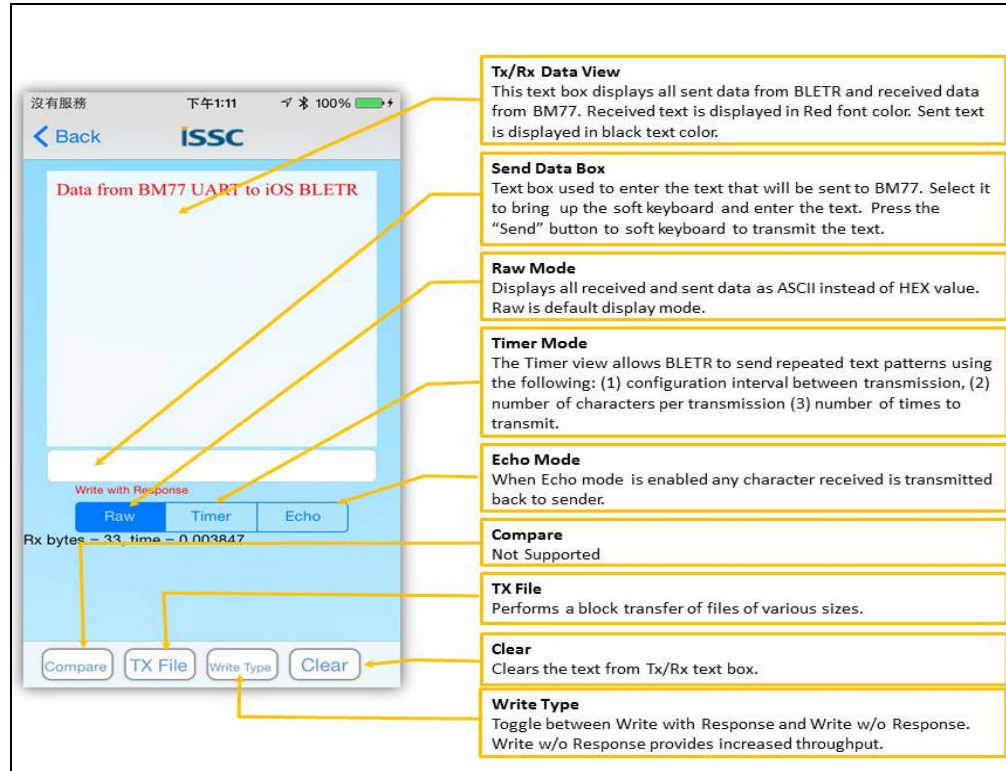 沒有服務 下午1:11 100%
Back ISSC
Data from BM77 UART to iOS BLETR
Write with Response
Raw Timer Echo
Rx bytes = 33, time = 0.003847
Compare TX File Write Type Clear
Tx/Rx Data View
This text box displays all sent data from BLETR and received data
from BM77. Received text is displayed in Red font color. Sent text
is displayed in black text color.
Send Data Box
Text box used to enter the text that will be sent to BM77. Select it
to bring up the soft keyboard and enter the text. Press the
“Send” button to soft keyboard to transmit the text.
Raw Mode
Displays all received and sent data as ASCII instead of HEX value.
Raw is default display mode.
Timer Mode
The Timer view allows BLETR to send repeated text patterns using
the following: (1) configuration interval between transmission, (2)
number of characters per transmission (3) number of times to
transmit.
Echo Mode
When Echo mode is enabled any character received is transmitted
back to sender.
Compare
Not Supported
TX File
Performs a block transfer of files of various sizes.
Clear
Clears the text from Tx/Rx text box.
Write Type
Toggle between Write with Response and Write w/o Response.
Write w/o Response provides increased throughput.